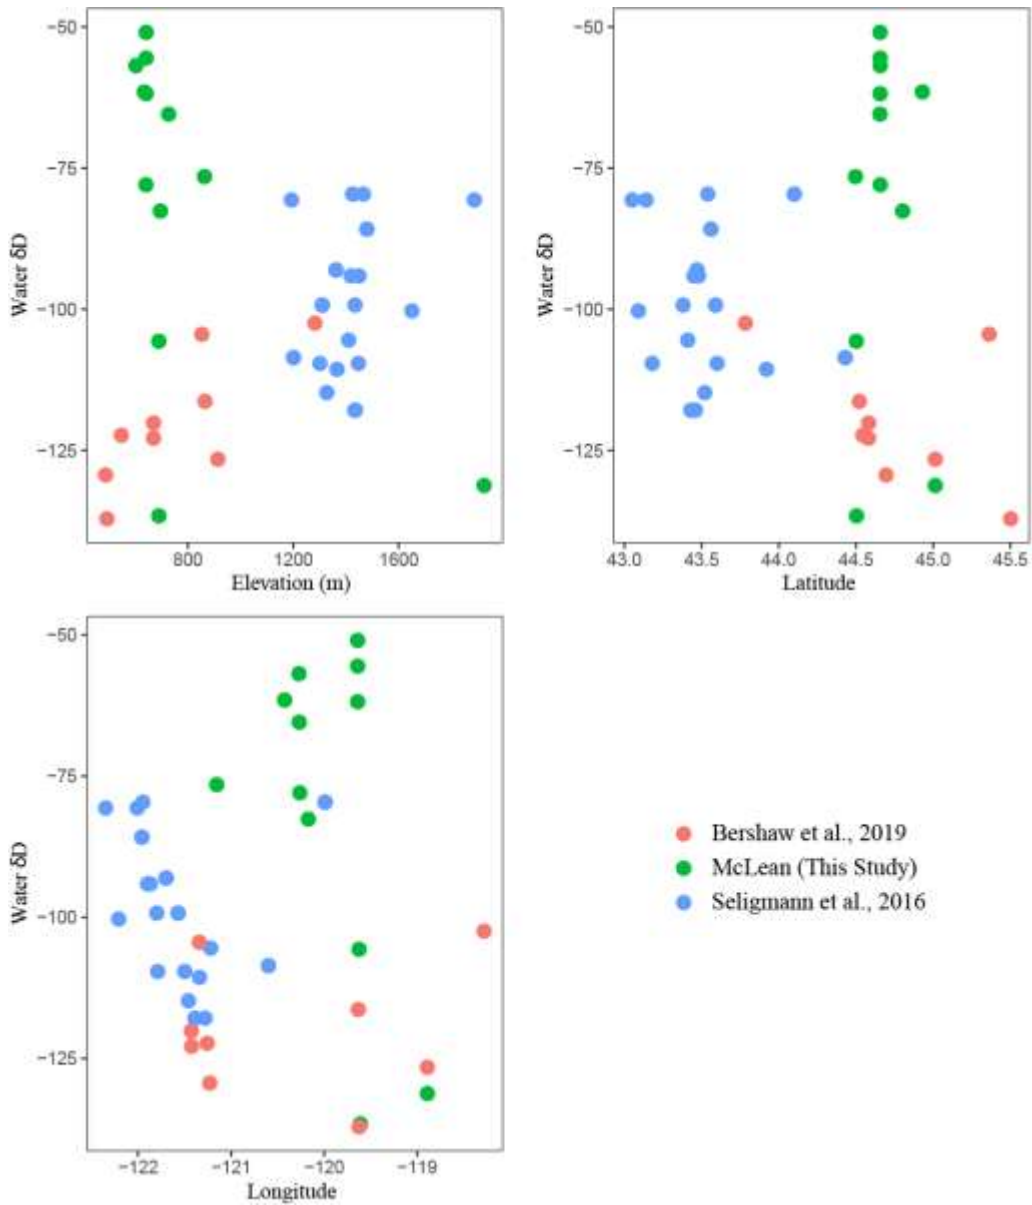 −50
−75
−100
−125
Water δD
800
1200
1600
Elevation (m)
−50
−75
−100
−125
Water δD
43.0
43.5
44.0
44.5
45.0
45.5
Latitude
−50
−75
−100
−125
Water δD
−122
−121
−120
−119
Longitude
Bershaw et al., 2019
McLean (This Study)
Seligmann et al., 2016